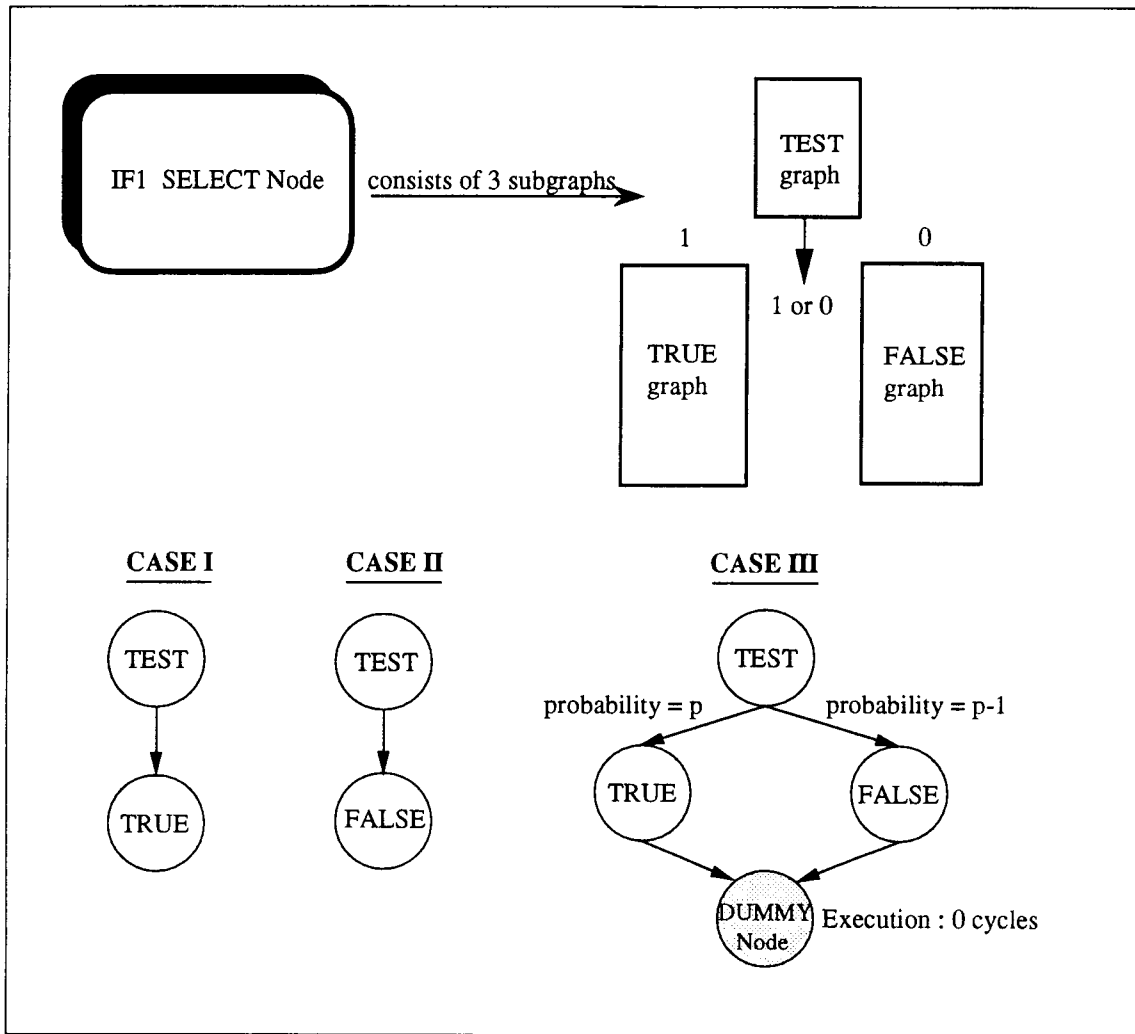 IF1 SELECT Node
consists of 3 subgraphs
TEST
graph
1
0
1 or 0
TRUE
graph
FALSE
graph
CASE I
CASE II
CASE III
TEST
TEST
TEST
probability = p
probability = p-1
TRUE
FALSE
TRUE
FALSE
DUMMY
Node
Execution : 0 cycles